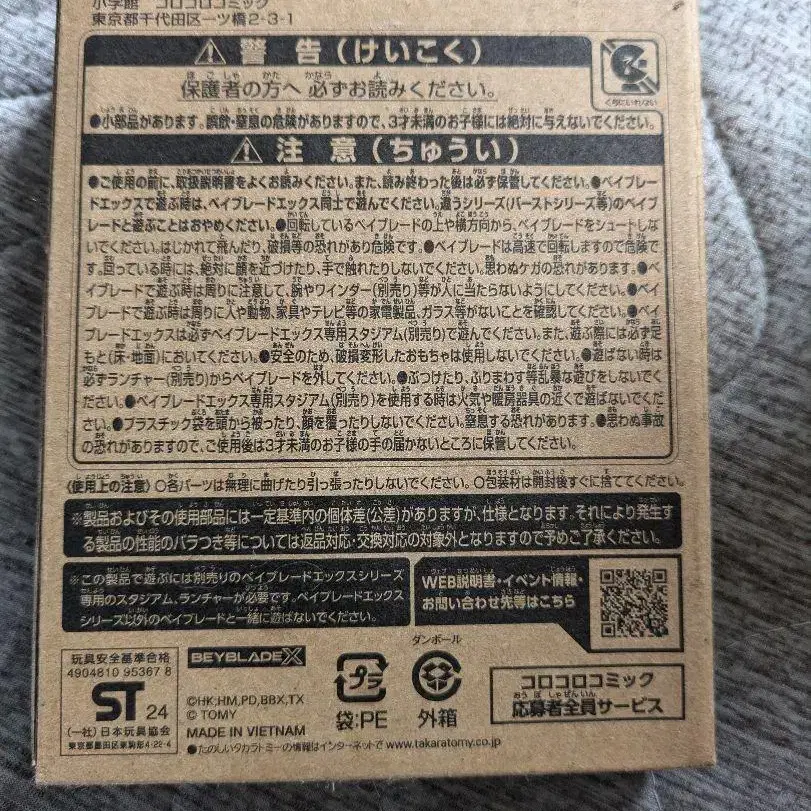 小学館 コロコロコミック
東京都千代田区一ツ橋2-3-1
警告(けいこく)
保護者の方へ 必ずお読みください。
くちにいれない
●小部品があります。誤飲・窒息の危険がありますので、3才未満のお子様には絶対に与えないでください。
注意(ちゅうい)
●ご使用の前に、取扱説明書をよくお読みください。また、読み終わった後は必ず保管してください。●ベイブレー
ドエックスで遊ぶ時は、ベイブレードエックス同士で遊んでください。違うシリーズ(バーストシリーズ等)のベイブ
レードと遊ぶことはおやめください。●回転しているベイブレードの上や横方向から、ベイブレードをシュートしな
いでください。はじかれて飛んだり、破損等の恐れがあり危険です。●ベイブレードは高速で回転しますので危険で
す。回っている時には、絶対に顔を近づけたり、手で触れたりしないでください。思わぬケガの恐れがあります。●ベ
イブレードで遊ぶ時は周りに注意して、腕やワインダー(別売り)等が人に当たらないようにしてください。●ベイ
ブレードで遊ぶ時は周りに人や動物、家具やテレビ等の家電製品、ガラス等がないことを確認してください。●ベイ
ブレードエックスは必ずベイブレードエックス専用スタジアム(別売り)で遊んでください。また、遊ぶ際には必ず足
もと(床・地面)においてください。●安全のため、破損変形したおもちゃは使用しないでください。●遊ばない時は
必ずランチャー(別売り)からベイブレードを外してください。●ぶつけたり、ふりまわす等乱暴な遊びをしないでく
ださい。●ベイブレードエックス専用スタジアム(別売り)を使用する時は火気や暖房器具の近くで遊ばないでくだ
さい。●プラスチック袋を頭から被ったり、顔を覆ったりしないでください。窒息する恐れがあります。●思わぬ事故
の恐れがありますので、ご使用後は3才未満のお子様の手の届かないところに保管してください。
〈使用上の注意〉○各パーツは無理に曲げたり引っ張ったりしないでください。○包装材は開封後すぐに捨ててください。
※製品およびその使用部品には一定基準内の個体差(公差)がありますが、仕様となります。それにより発生す
る製品の性能のバラつき等については返品対応・交換対応の対象外となりますので予めご了承ください。
※この製品で遊ぶには別売りのベイブレードエックスシリーズ
専用のスタジアム、ランチャーが必要です。ベイブレードエックス
シリーズ以外のベイブレードと一緒に遊ばないでください。
WEB説明書・イベント情報・
お問い合わせ先等はこちら
玩具安全基準合格
4904810 95367 8
ST 24
(一社)日本玩具協会
東京都墨田区東駒形4-22-4
BEYBLADE X
©HK,HM,PD,BBX,TX
© TOMY
MADE IN VIETNAM
プラ
袋:PE
ダンボール
外箱
コロコロコミック
応募者全員サービス
●たのしいタカラトミーの情報はインターネットで www.takaratomy.co.jp